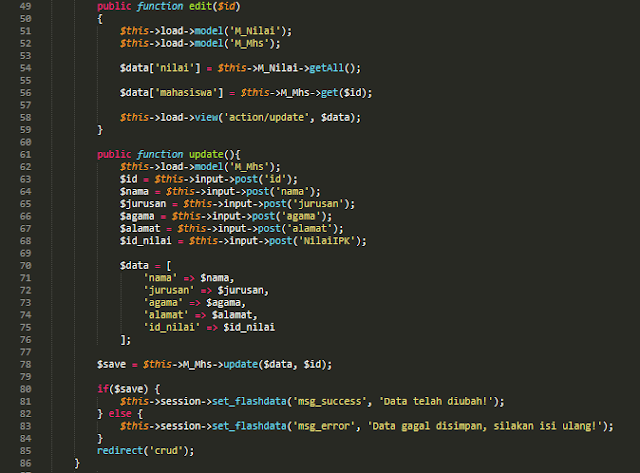 49 public function edit($id)
50 {
51 $this->load->model('M_Nilai');
52 $this->load->model('M_Mhs');
53
54 $data['nilai'] = $this->M_Nilai->getAll();
55
56 $data['mahasiswa'] = $this->M_Mhs->get($id);
57
58 $this->load->view('action/update', $data);
59 }
60
61 public function update(){
62 $this->load->model('M_Mhs');
63 $id = $this->input->post('id');
64 $nama = $this->input->post('nama');
65 $jurusan = $this->input->post('jurusan');
66 $agama = $this->input->post('agama');
67 $alamat = $this->input->post('alamat');
68 $id_nilai = $this->input->post('NilaiIPK');
69
70 $data = [
71 'nama' => $nama,
72 'jurusan' => $jurusan,
73 'agama' => $agama,
74 'alamat' => $alamat,
75 'id_nilai' => $id_nilai
76 ];
77
78 $save = $this->M_Mhs->update($data, $id);
79
80 if($save) {
81 $this->session->set_flashdata('msg_success', 'Data telah diubah!');
82 } else {
83 $this->session->set_flashdata('msg_error', 'Data gagal disimpan, silakan isi ulang!');
84 }
85 redirect('crud');
86 }